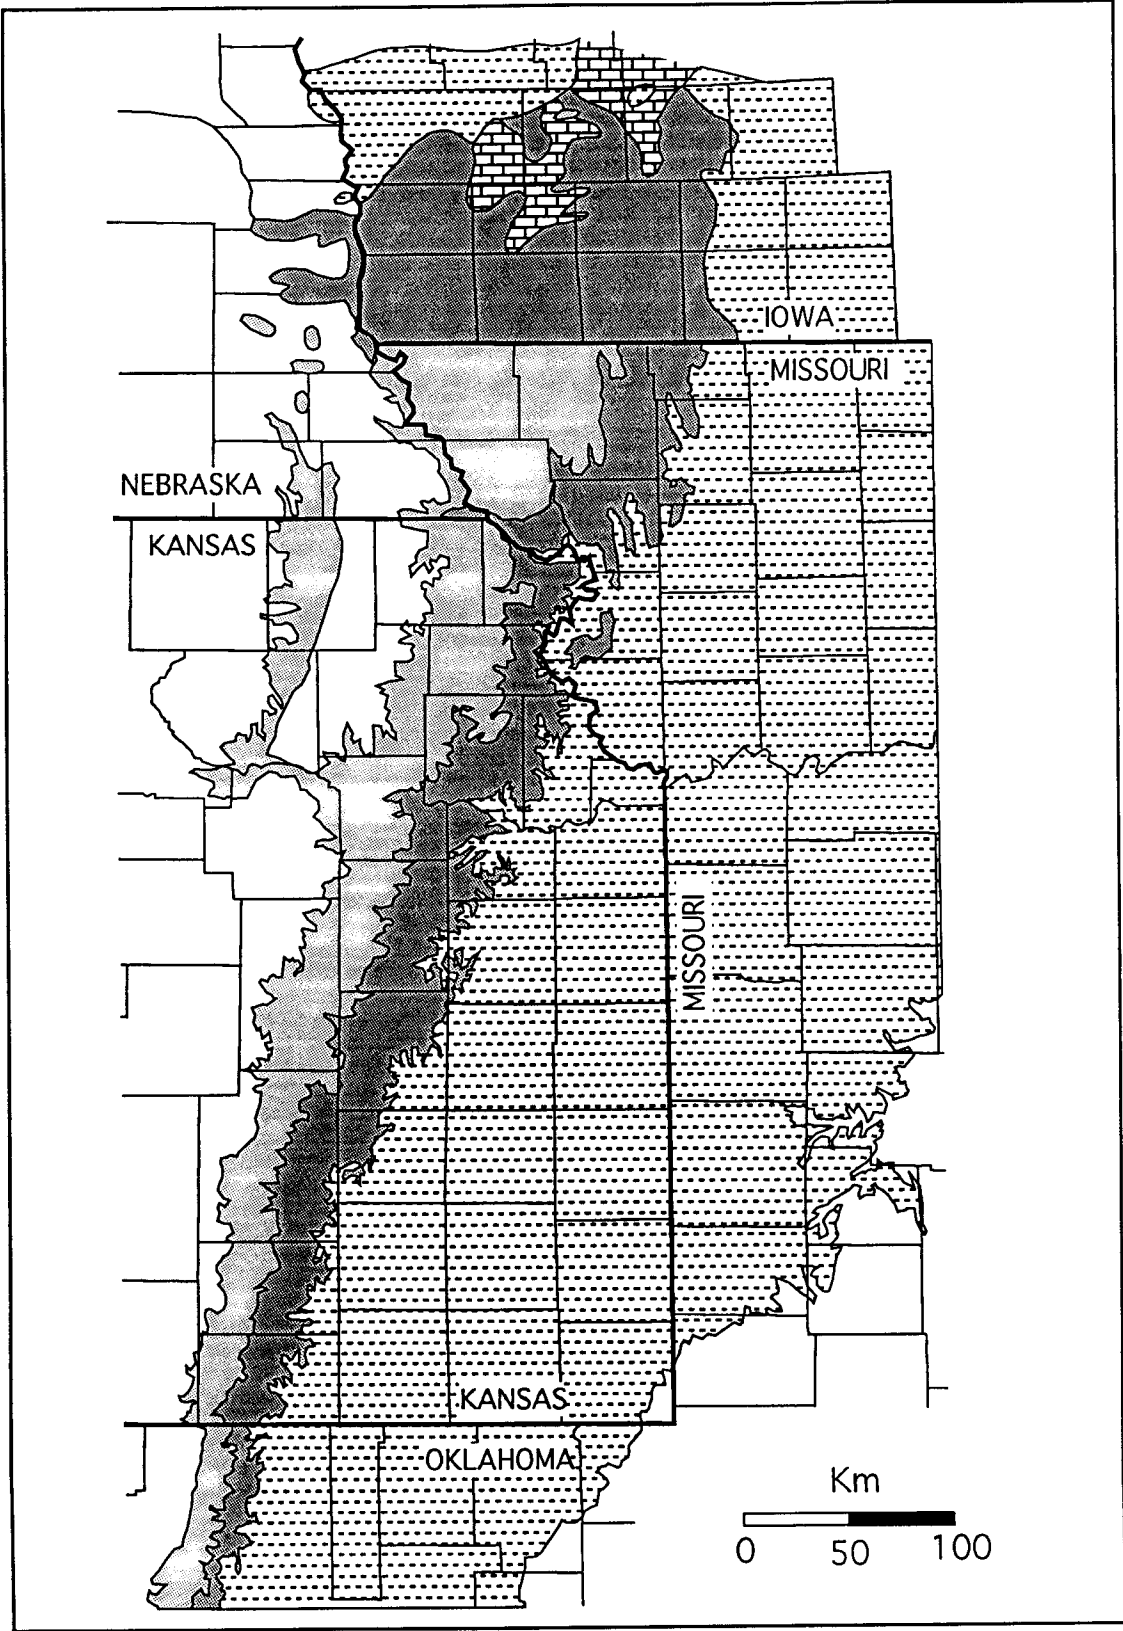 IOWA
MISSOURI
NEBRASKA
KANSAS
MISSOURI
KANSAS
OKLAHOMA
Km
0 50 100